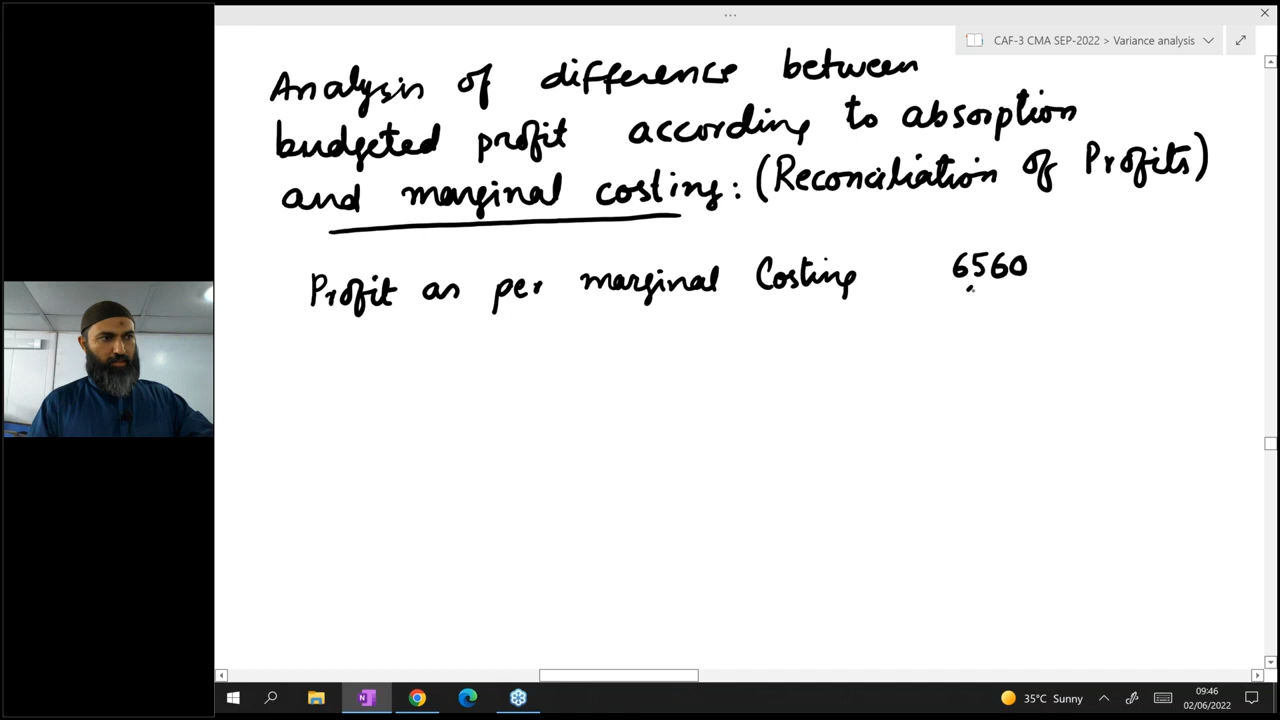 CAF-3 CMA SEP-2022 > Variance analysis
Analysis of difference between
budgeted profit according to absorption
and marginal costing: (Reconciliation of Profits)
Profit as per marginal Costing 6560
35°C Sunny
09:46
02/06/2022